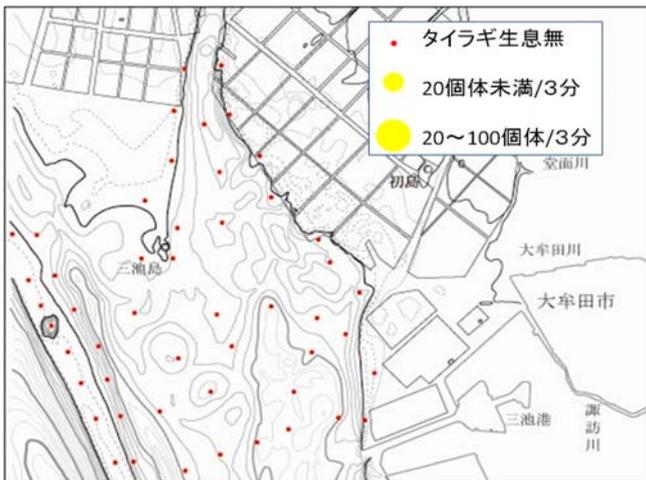 タイラギ生息無
20個体未満/3分
20～100個体/3分
初島
堂面川
大牟田川
三池島
大牟田市
三池港
諏訪川